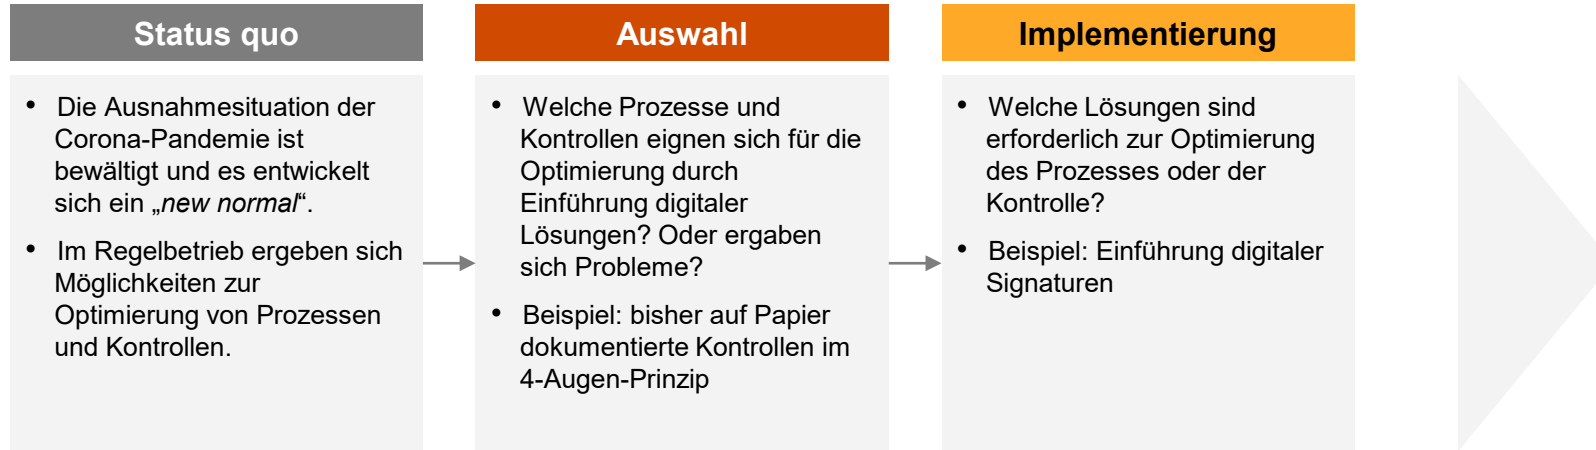 Status quo
• Die Ausnahmesituation der
Corona-Pandemie ist
bewältigt und es entwickelt
sich ein „new normal“.
• Im Regelbetrieb ergeben sich
Möglichkeiten zur
Optimierung von Prozessen
und Kontrollen.
Auswahl
• Welche Prozesse und
Kontrollen eignen sich für die
Optimierung durch
Einführung digitaler
Lösungen? Oder ergaben
sich Probleme?
• Beispiel: bisher auf Papier
dokumentierte Kontrollen im
4-Augen-Prinzip
Implementierung
• Welche Lösungen sind
erforderlich zur Optimierung
des Prozesses oder der
Kontrolle?
• Beispiel: Einführung digitaler
Signaturen